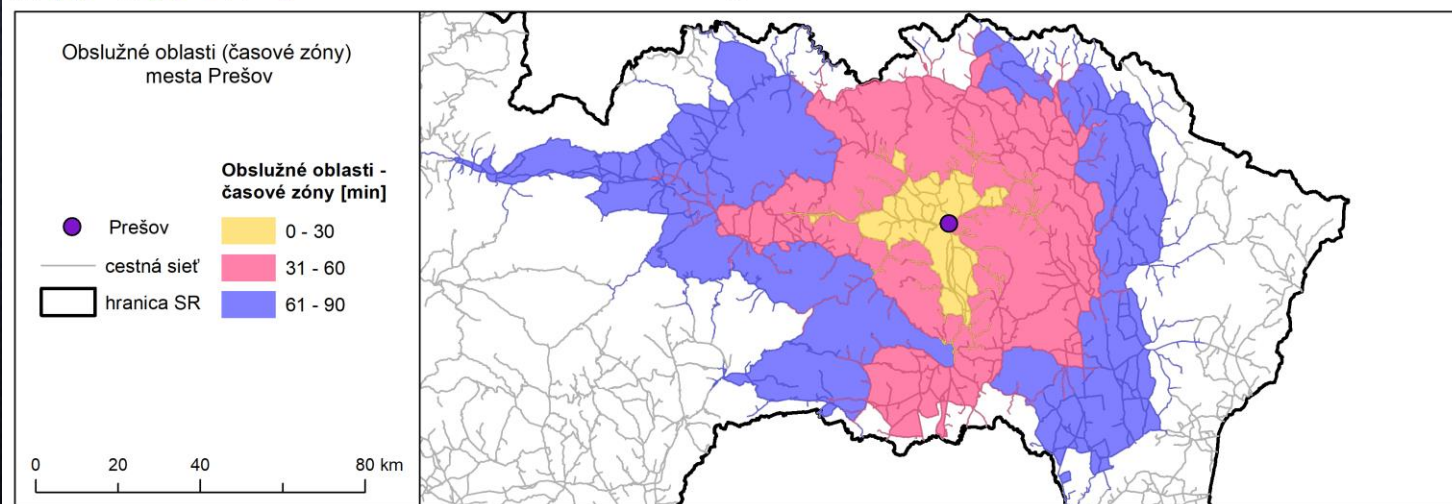 Obslužné oblasti (časové zóny)
mesta Prešov
Obslužné oblasti -
časové zóny [min]
Prešov
0 - 30
cestná sieť
31 - 60
hranica SR
61 - 90
0 20 40 80 km